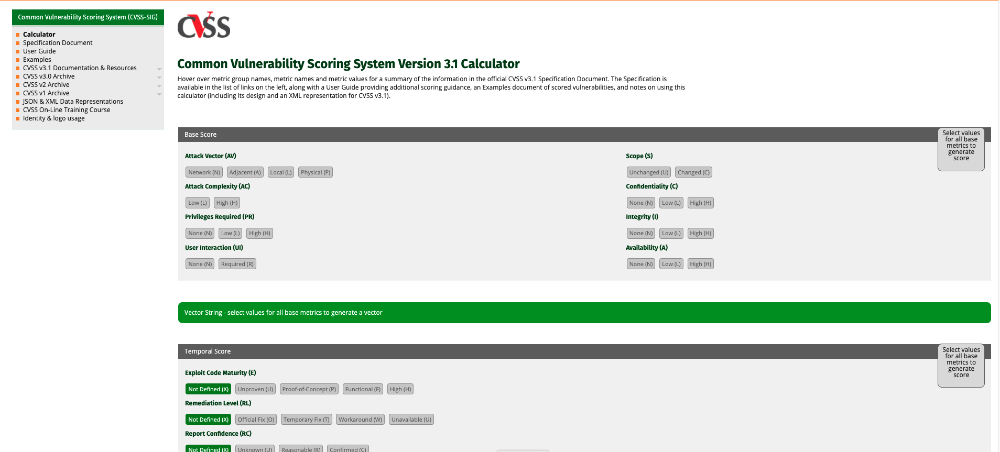 Common Vulnerability Scoring System (CVSS-SIG)
Calculator
Specification Document
User Guide
Examples
CVSS v3.1 Documentation & Resources
CVSS v3.0 Archive
CVSS v2 Archive
CVSS v1 Archive
JSON & XML Data Representations
CVSS On-Line Training Course
Identity & logo usage
CVSS
Common Vulnerability Scoring System Version 3.1 Calculator
Hover over metric group names, metric names and metric values for a summary of the information in the official CVSS v3.1 Specification Document. The Specification is
available in the list of links on the left, along with a User Guide providing additional scoring guidance, an Examples document of scored vulnerabilities, and notes on using this
calculator (including its design and an XML representation for CVSS v3.1).
Base Score
Select values
for all base
metrics to
generate
score
Attack Vector (AV)
Network (N) Adjacent (A) Local (L) Physical (P)
Attack Complexity (AC)
Low (L) High (H)
Privileges Required (PR)
None (N) Low (L) High (H)
User Interaction (UI)
None (N) Required (R)
Scope (S)
Unchanged (U) Changed (C)
Confidentiality (C)
None (N) Low (L) High (H)
Integrity (I)
None (N) Low (L) High (H)
Availability (A)
None (N) Low (L) High (H)
Vector String - select values for all base metrics to generate a vector
Temporal Score
Select values
for all base
metrics to
generate
score
Exploit Code Maturity (E)
Not Defined (X) Unproven (U) Proof-of-Concept (P) Functional (F) High (H)
Remediation Level (RL)
Not Defined (X) Official Fix (O) Temporary Fix (T) Workaround (W) Unavailable (U)
Report Confidence (RC)
Not Defined (X) Unknown (U) Reasonable (R) Confirmed (C)